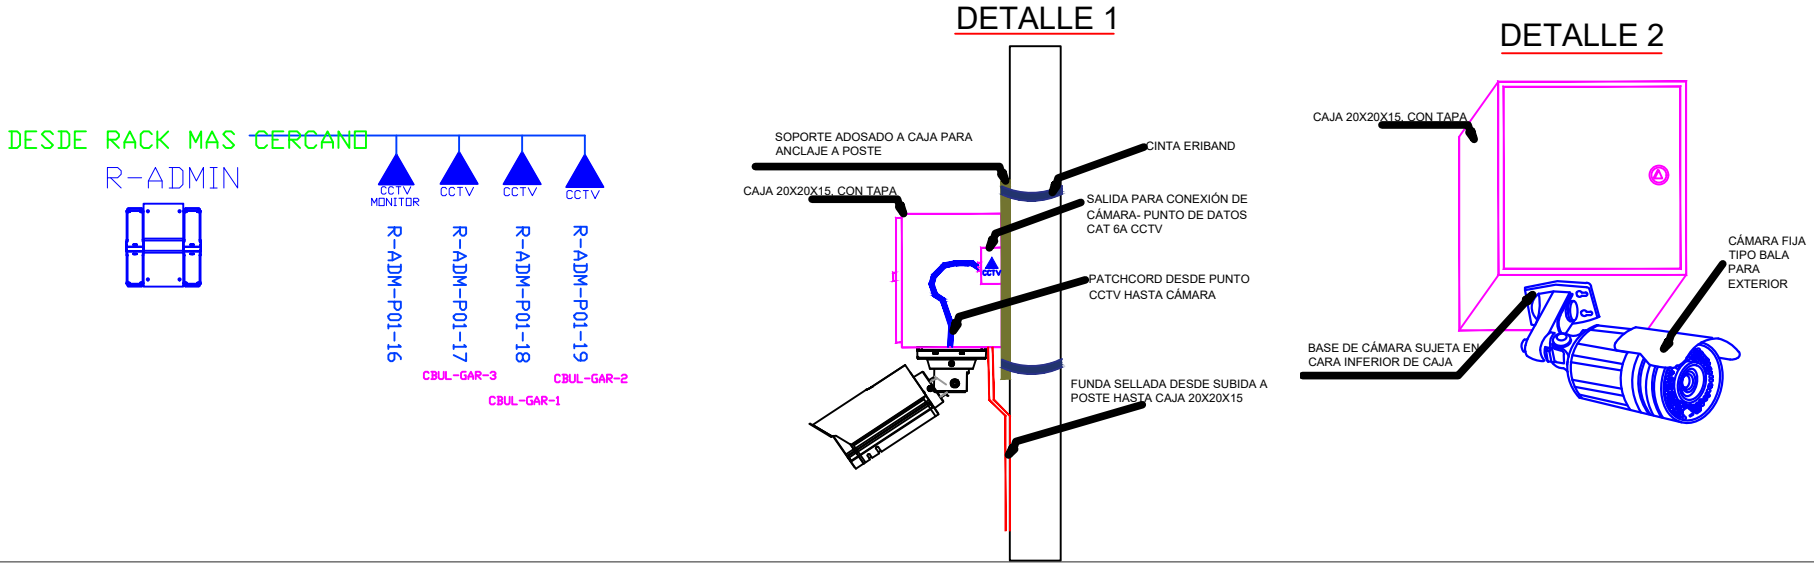 DESDE RACK MAS CERCANO
R-ADMIN
CCTV
MONITOR
CCTV
CCTV
CCTV
R-ADM-P01-16
R-ADM-P01-17
R-ADM-P01-18
R-ADM-P01-19
CBUL-GAR-3
CBUL-GAR-1
CBUL-GAR-2
DETALLE 1
SOPORTE ADOSADO A CAJA PARA
ANCLAJE A POSTE
CAJA 20X20X15, CON TAPA
CINTA ERIBAND
SALIDA PARA CONEXIÓN DE
CÁMARA- PUNTO DE DATOS
CAT 6A CCTV
CCTV
PATCHCORD DESDE PUNTO
CCTV HASTA CÁMARA
FUNDA SELLADA DESDE SUBIDA A
POSTE HASTA CAJA 20X20X15
DETALLE 2
CAJA 20X20X15, CON TAPA
CÁMARA FIJA
TIPO BALA
PARA
EXTERIOR
BASE DE CÁMARA SUJETA EN
CARA INFERIOR DE CAJA